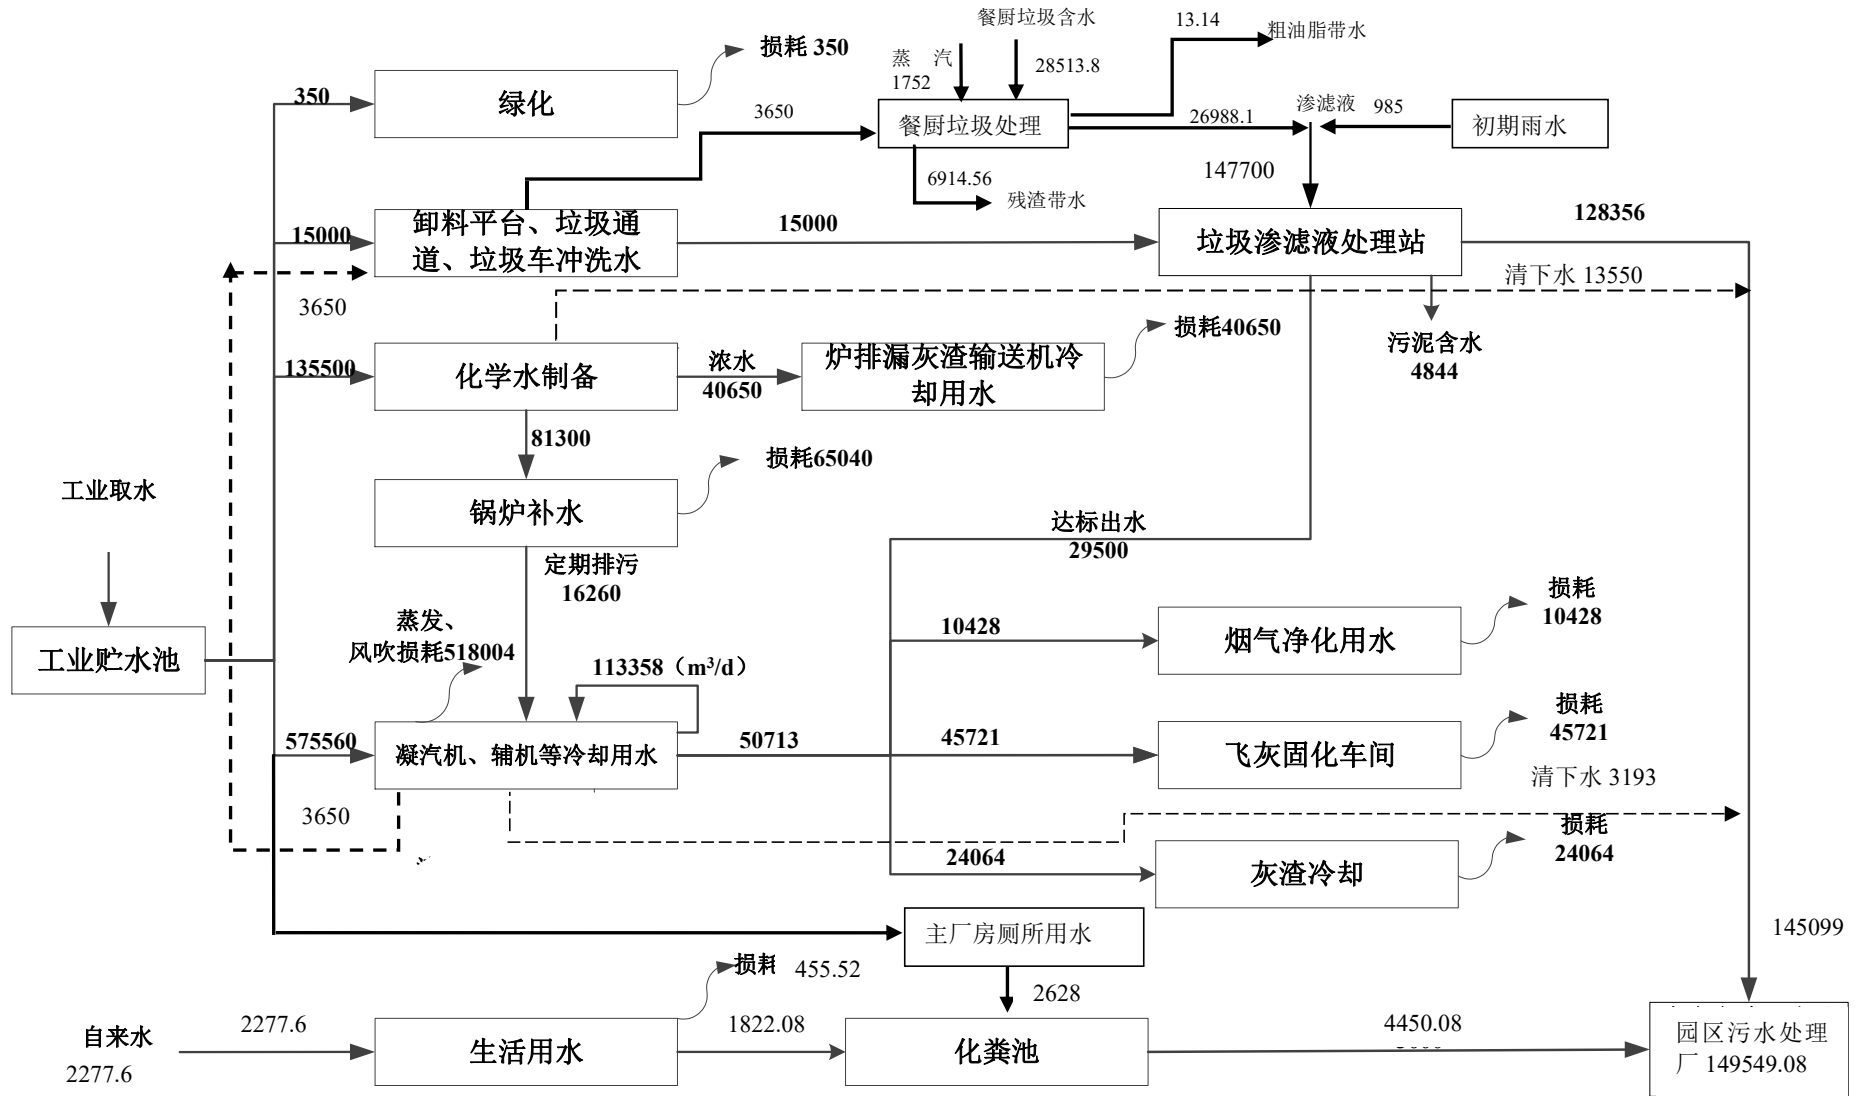 餐厨垃圾含水
13.14
粗油脂带水
损耗 350
蒸 汽
1752
28513.8
350
绿化
3650
餐厨垃圾处理
26988.1
渗滤液
985
初期雨水
147700
6914.56
残渣带水
15000
卸料平台、垃圾通
道、垃圾车冲洗水
15000
垃圾渗滤液处理站
128356
清下水 13550
3650
污泥含水
4844
135500
化学水制备
浓水
40650
炉排漏灰渣输送机冷
却用水
损耗40650
81300
损耗65040
工业取水
锅炉补水
达标出水
29500
定期排污
16260
工业贮水池
蒸发、
风吹损耗518004
113358（m³/d）
10428
烟气净化用水
损耗
10428
575560
凝汽机、辅机等冷却用水
50713
45721
飞灰固化车间
损耗
45721
清下水 3193
3650
24064
灰渣冷却
损耗
24064
主厂房厕所用水
145099
损耗
455.52
2628
自来水
2277.6
2277.6
生活用水
1822.08
化粪池
4450.08
园区污水处理
厂 149549.08